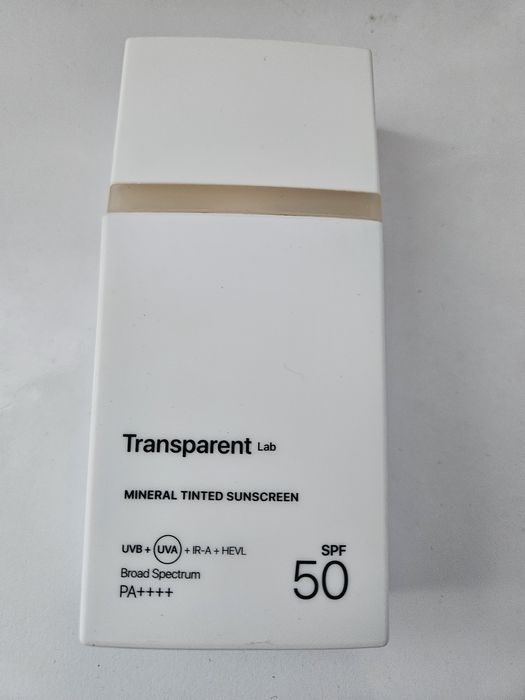 Transparent Lab
MINERAL TINTED SUNSCREEN
UVB + UVA + IR-A + HEVL
Broad Spectrum
PA++++
SPF
50